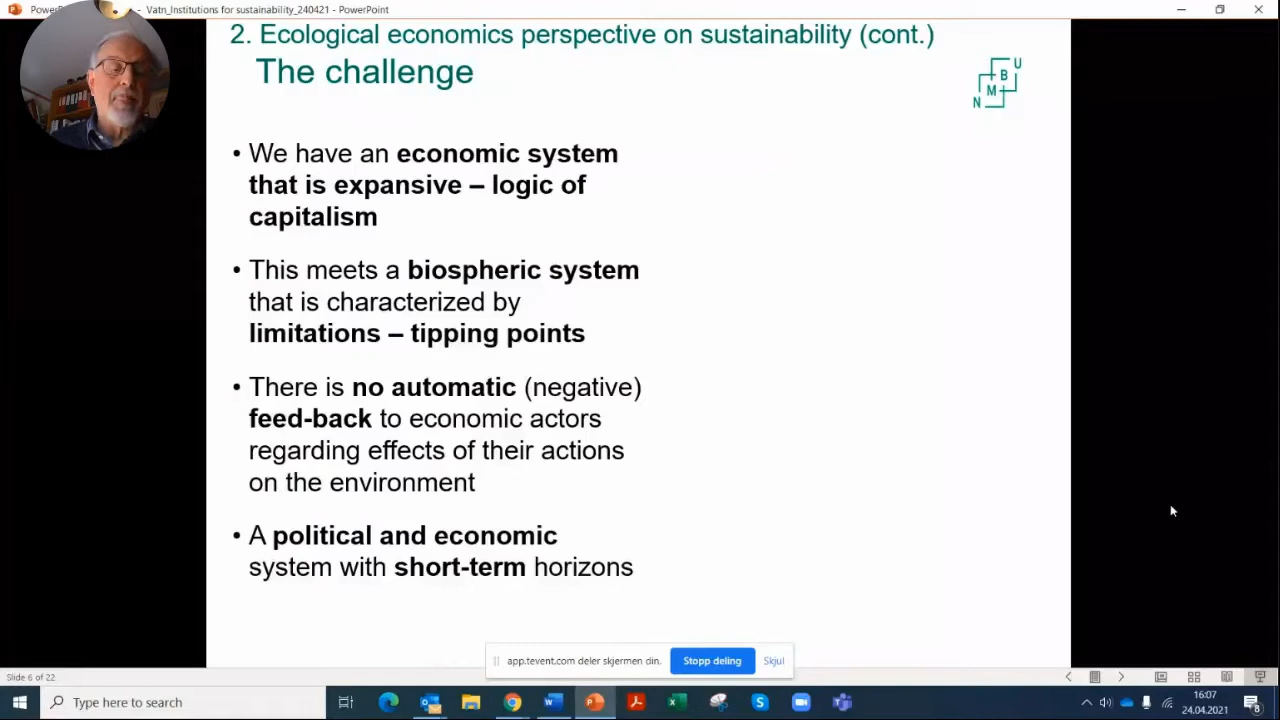 PowerP
- Vatn_Institutions for sustainability_240421 - PowerPoint
2. Ecological economics perspective on sustainability (cont.)
The challenge
U
B
M
N
• We have an economic system
that is expansive – logic of
capitalism
• This meets a biospheric system
that is characterized by
limitations – tipping points
• There is no automatic (negative)
feed-back to economic actors
regarding effects of their actions
on the environment
• A political and economic
system with short-term horizons
app.tevent.com deler skjermen din.
Stopp deling
Skjul
Slide 6 of 22
Type here to search
16:07
24.04.2021
8